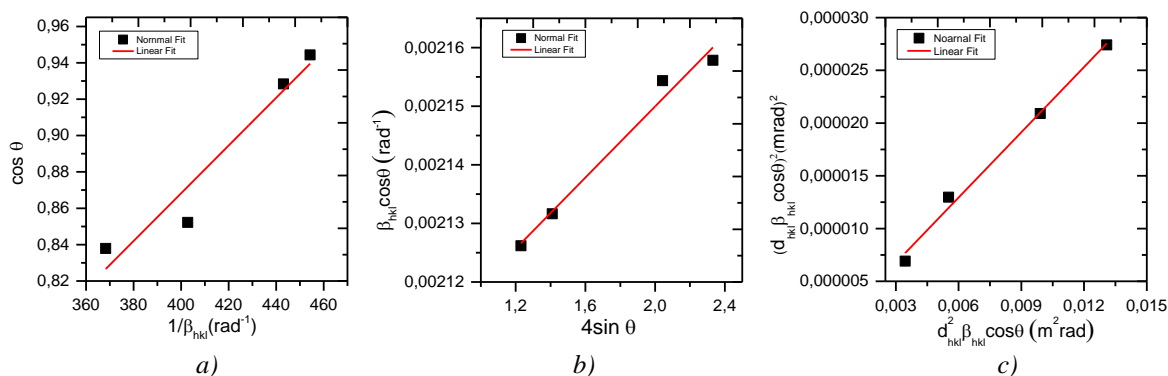 0,96
0,94
0,92
0,90
0,88
0,86
0,84
0,82
cos θ
Nornmal Fit
Linear Fit
360 380 400 420 440 460
1/β_hkl(rad⁻¹)
a)
0,00216
0,00215
0,00214
0,00213
0,00212
β_hkl cosθ (rad⁻¹)
Normal Fit
Linear Fit
1,2 1,6 2,0 2,4
4sin θ
b)
0,000030
0,000025
0,000020
0,000015
0,000010
0,000005
(d_hkl β_hkl cosθ)² (mrad)²
Noarnal Fit
Linear Fit
0,003 0,006 0,009 0,012 0,015
d²_hkl β_hkl cosθ (m²rad)
c)